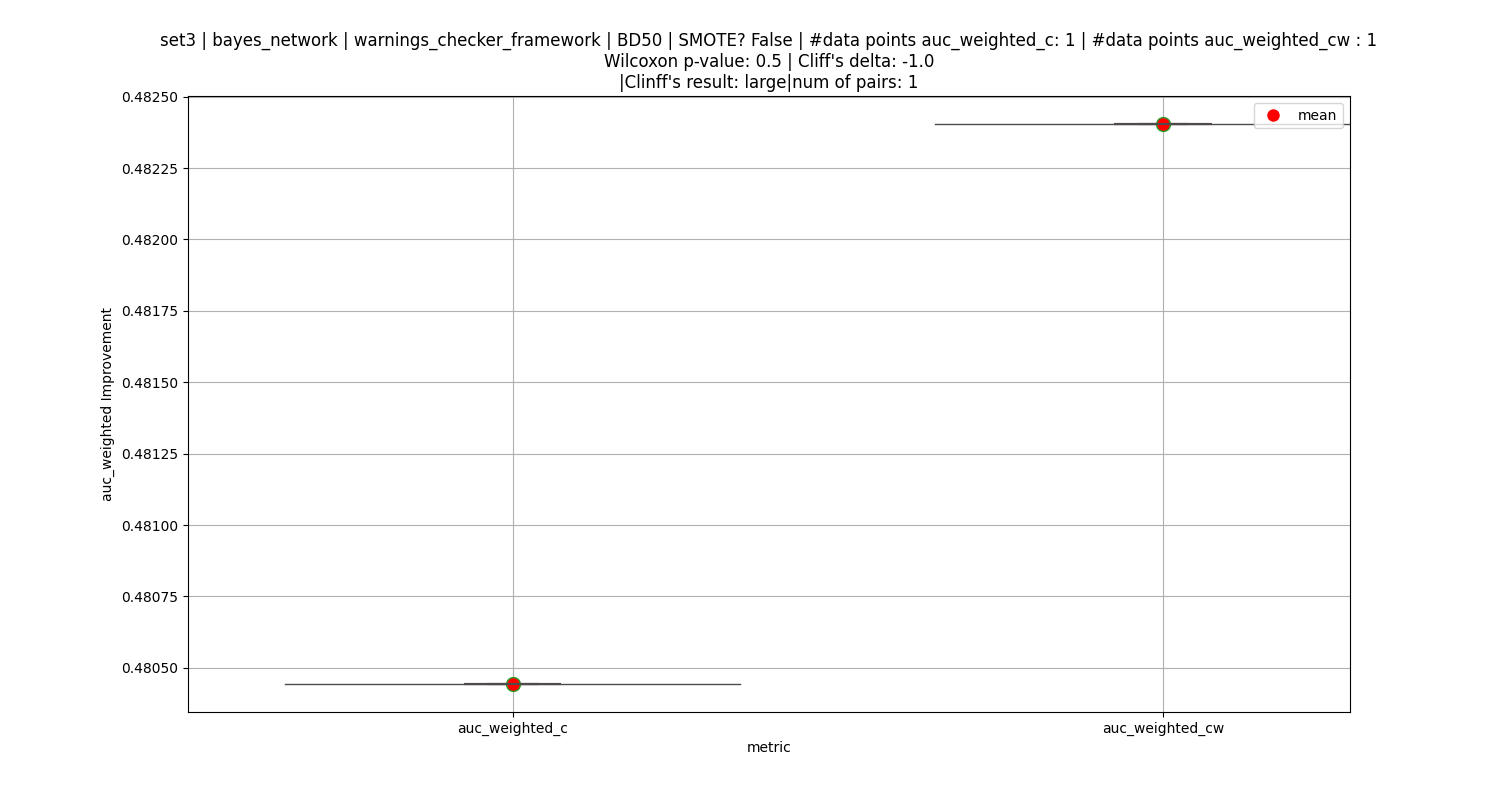 set3 | bayes_network | warnings_checker_framework | BD50 | SMOTE? False | #data points auc_weighted_c: 1 | #data points auc_weighted_cw : 1
Wilcoxon p-value: 0.5 | Cliff's delta: -1.0
|Clinff's result: large|num of pairs: 1
mean
auc_weighted Improvement
0.48250
0.48225
0.48200
0.48175
0.48150
0.48125
0.48100
0.48075
0.48050
auc_weighted_c
auc_weighted_cw
metric